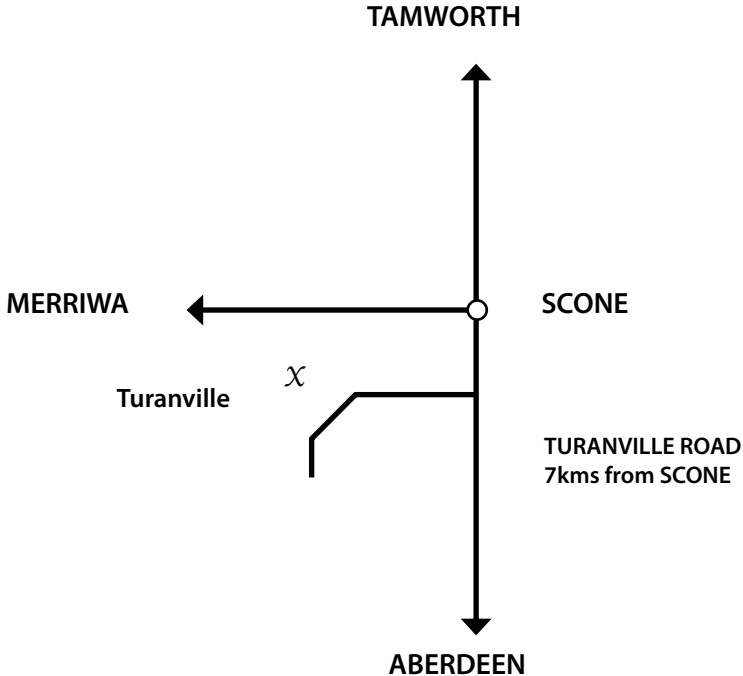 TAMWORTH
MERRIWA
SCONE
x
Turanville
TURANVILLE ROAD
7kms from SCONE
ABERDEEN